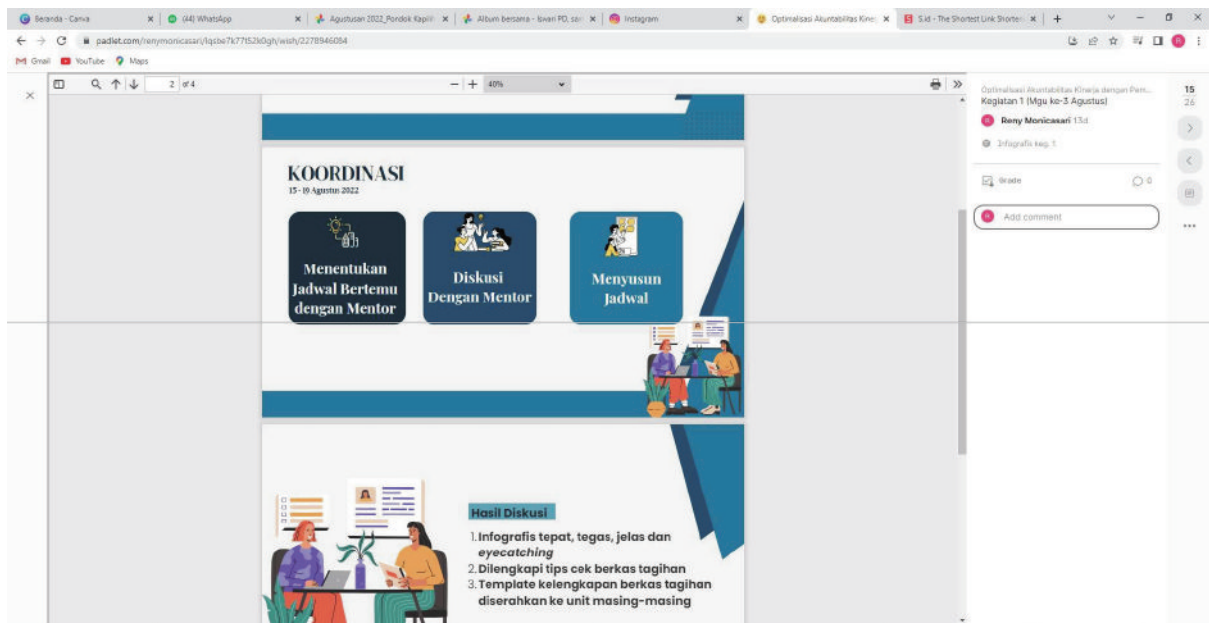 Beranda - Canva
(44) WhatsApp
Agustusan 2022_Pondok Kapili
Album bersama - Iswari PD, sar
Instagram
Optimalisasi Akuntabilitas Kiner
S.id - The Shortest Link Shorten
padlet.com/renymonicasari/
/wish/2278946084
Gmail YouTube Maps
2 of 4
40%
KOORDINASI
15 - 19 Agustus 2022
Menentukan
Jadwal Bertemu
dengan Mentor
Diskusi
Dengan Mentor
Menyusun
Jadwal
Hasil Diskusi
1. Infografis tepat, tegas, jelas dan
eyecatching
2. Dilengkapi tips cek berkas tagihan
3. Template kelengkapan berkas tagihan
diserahkan ke unit masing-masing
Optimalisasi Akuntabilitas Kinerja dengan Pem...
Kegiatan 1 (Mgu ke-3 Agustus)
R Reny Monicasari 13d
Infografis keg. 1
Grade 0
R Add comment
15
26